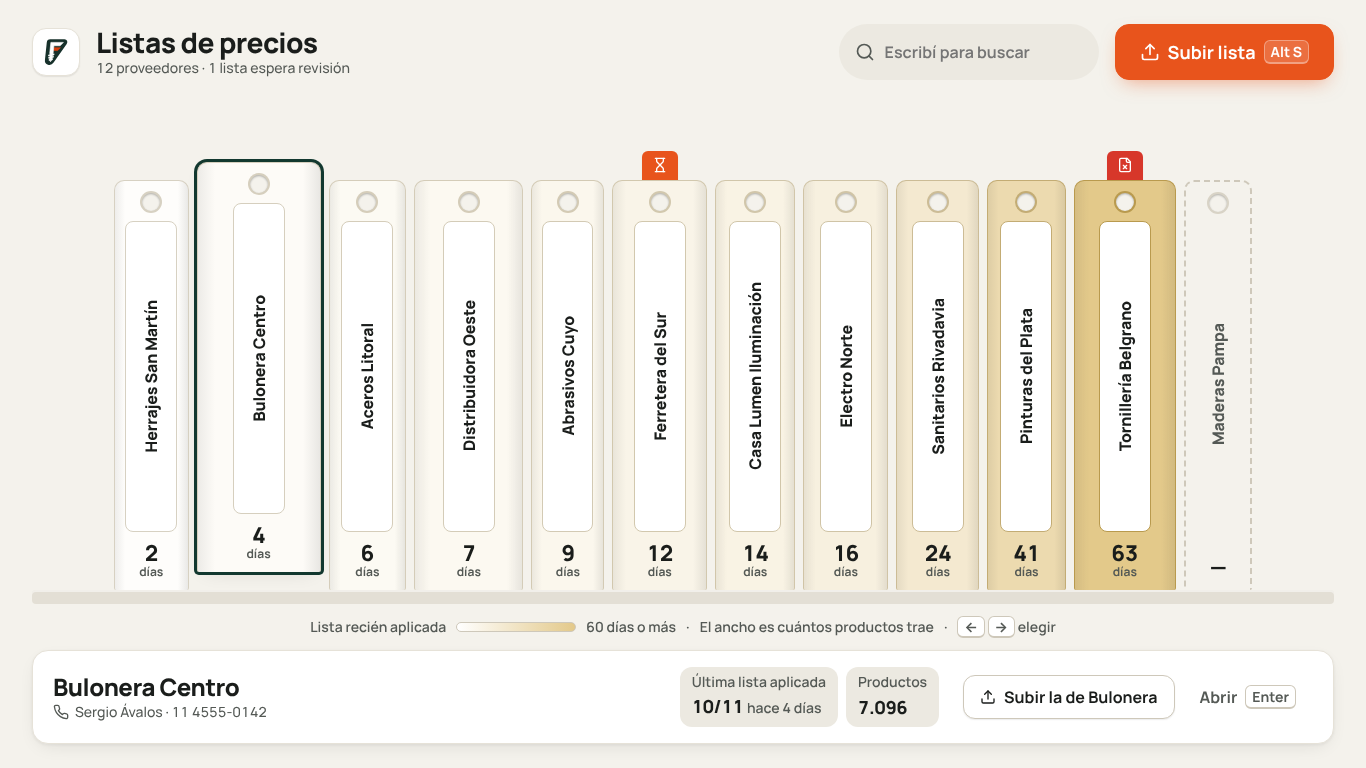 Listas de precios
12 proveedores · 1 lista espera revisión
Escribí para buscar
Subir lista Alt S
Herrajes San Martín
2
días
Bulonera Centro
4
días
Aceros Litoral
6
días
Distribuidora Oeste
7
días
Abrasivos Cuyo
9
días
Ferretera del Sur
12
días
Casa Lumen Iluminación
14
días
Electro Norte
16
días
Sanitarios Rivadavia
24
días
Pinturas del Plata
41
días
Tornillería Belgrano
63
días
Maderas Pampa
—
Lista recién aplicada 60 días o más · El ancho es cuántos productos trae · ← → elegir
Bulonera Centro
Sergio Ávalos · 11 4555-0142
Última lista aplicada
10/11 hace 4 días
Productos
7.096
Subir la de Bulonera
Abrir Enter